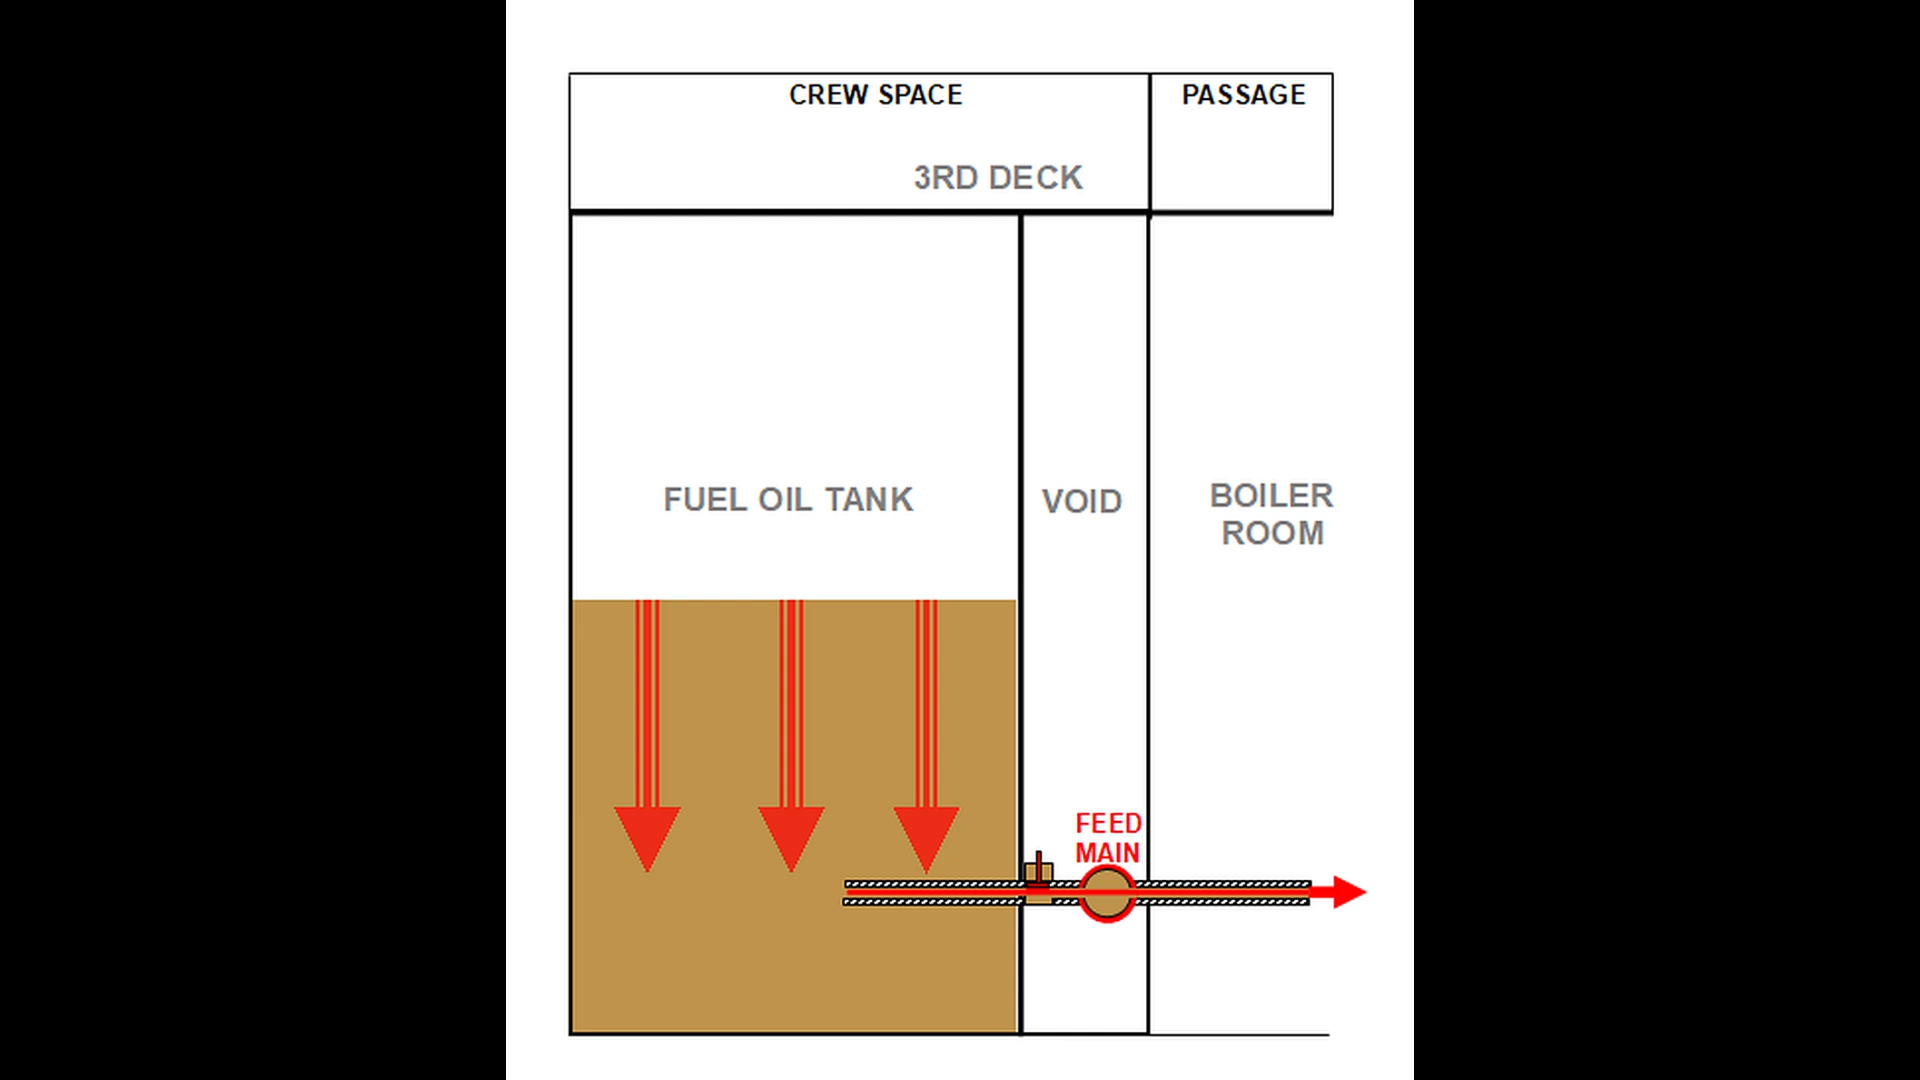 CREW SPACE
PASSAGE
3RD DECK
FUEL OIL TANK
VOID
BOILER
ROOM
FEED
MAIN